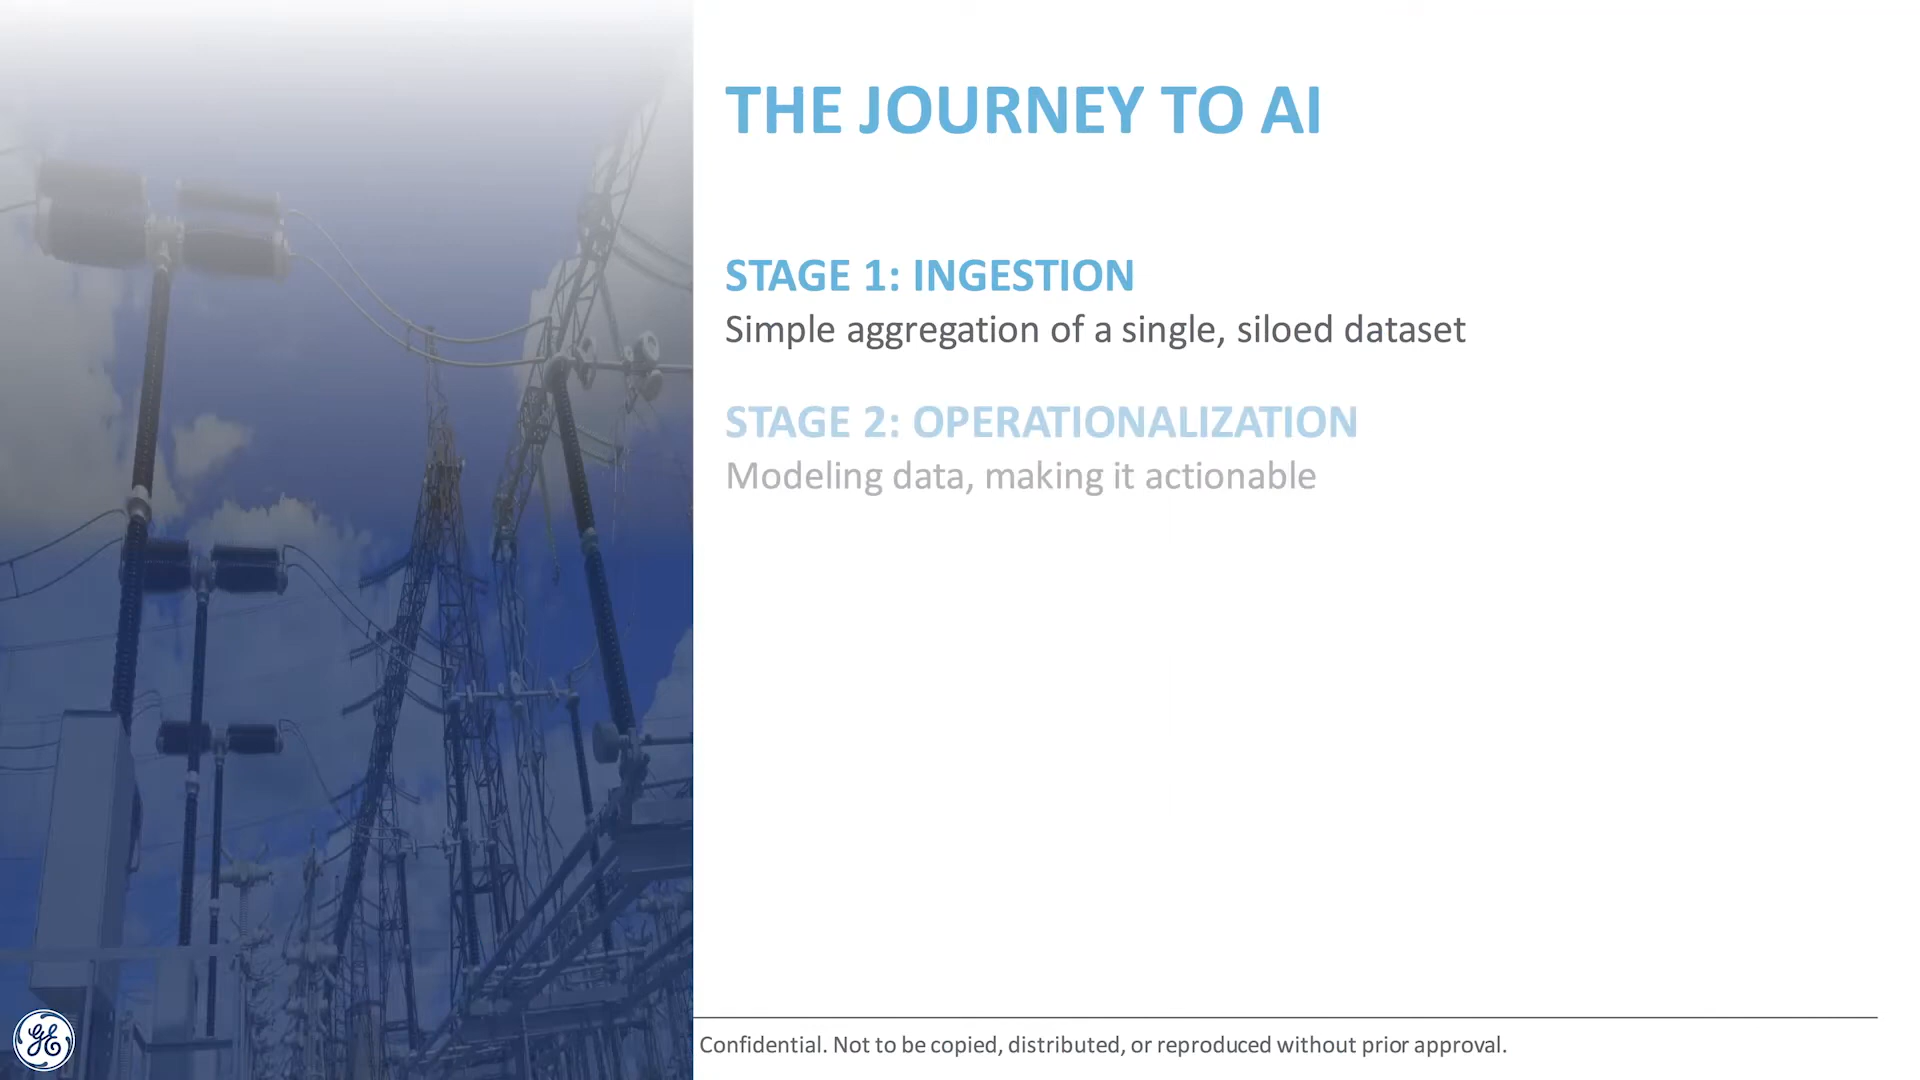 THE JOURNEY TO AI
STAGE 1: INGESTION
Simple aggregation of a single, siloed dataset
STAGE 2: OPERATIONALIZATION
Modeling data, making it actionable
GE
Confidential. Not to be copied, distributed, or reproduced without prior approval.